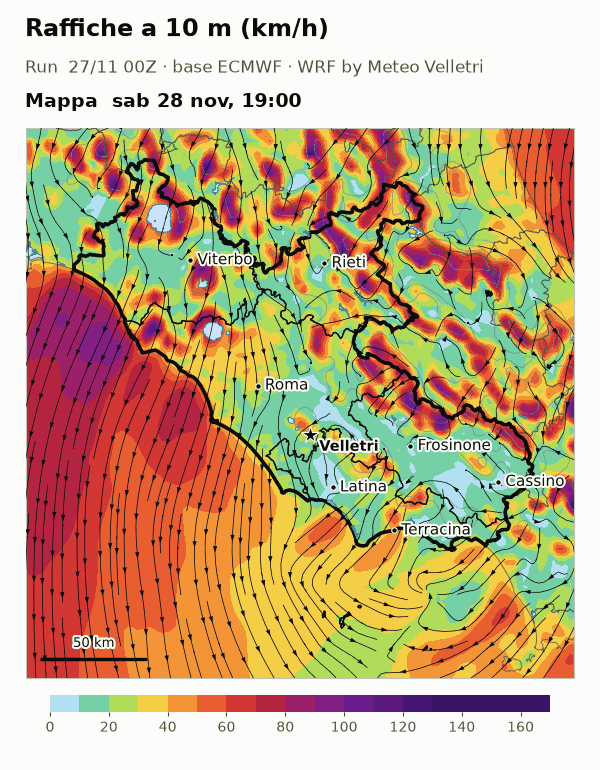 Raffiche a 10 m (km/h)
Run  27/11 00Z · base ECMWF · WRF by Meteo Velletri
Mappa  sab 28 nov, 19:00
Viterbo
Rieti
Roma
Velletri
Frosinone
Latina
Cassino
Terracina
50 km
0 20 40 60 80 100 120 140 160